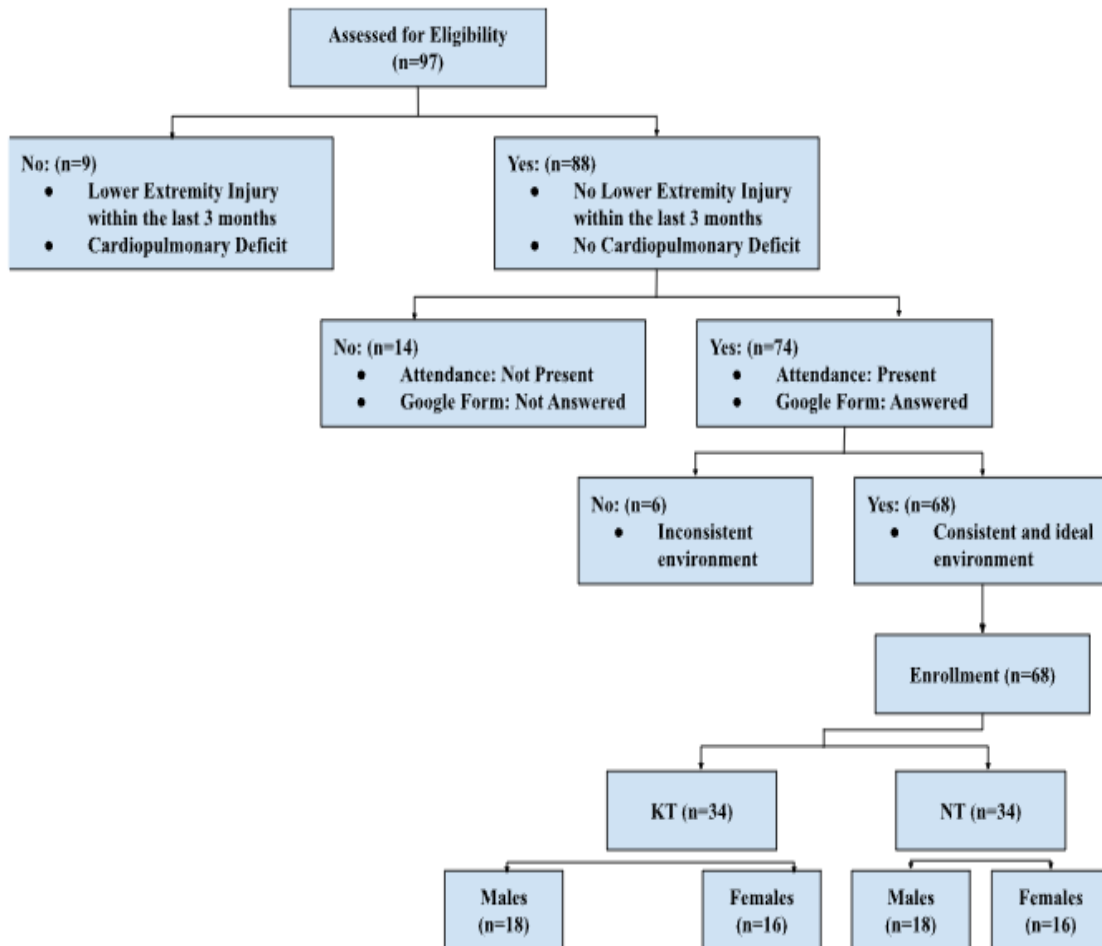 Assessed for Eligibility
(n=97)
No: (n=9)
● Lower Extremity Injury
within the last 3 months
● Cardiopulmonary Deficit
Yes: (n=88)
● No Lower Extremity Injury
within the last 3 months
● No Cardiopulmonary Deficit
No: (n=14)
● Attendance: Not Present
● Google Form: Not Answered
Yes: (n=74)
● Attendance: Present
● Google Form: Answered
No: (n=6)
● Inconsistent
environment
Yes: (n=68)
● Consistent and ideal
environment
Enrollment (n=68)
KT (n=34)
NT (n=34)
Males
(n=18)
Females
(n=16)
Males
(n=18)
Females
(n=16)